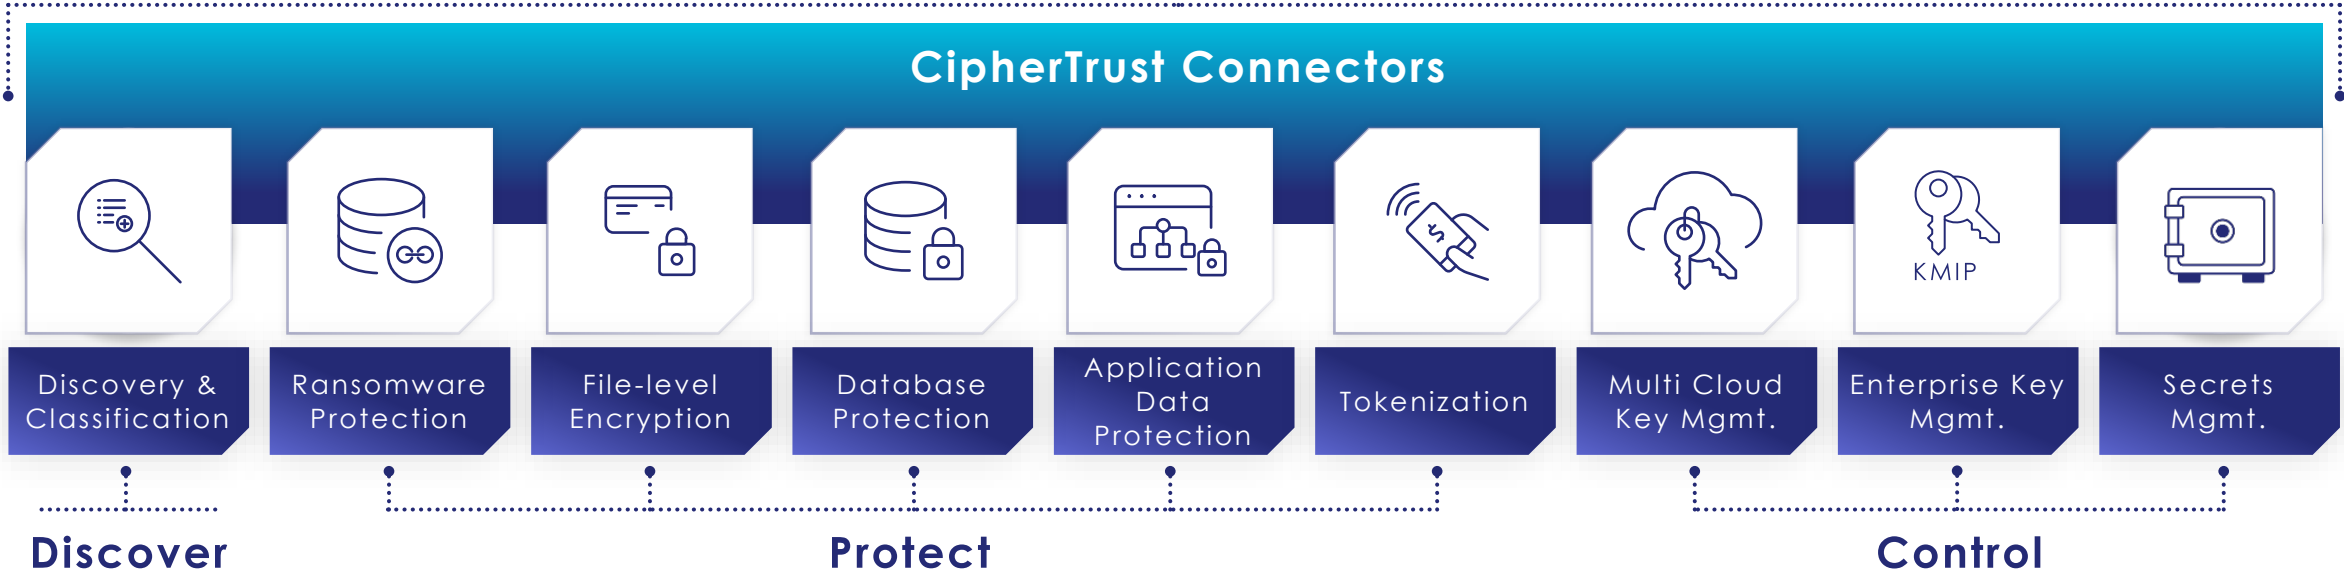 CipherTrust Connectors
$
KMIP
Discovery &
Classification
Ransomware
Protection
File-level
Encryption
Database
Protection
Application
Data
Protection
Tokenization
Multi Cloud
Key Mgmt.
Enterprise Key
Mgmt.
Secrets
Mgmt.
Discover
Protect
Control